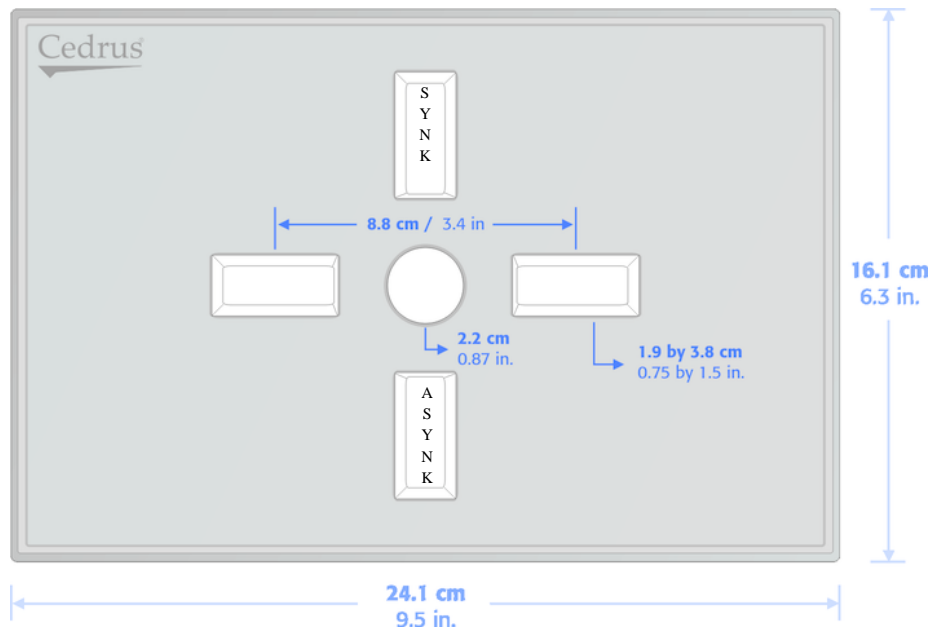 Cedrus®
S
Y
N
K
8.8 cm / 3.4 in
16.1 cm
6.3 in.
2.2 cm
0.87 in.
1.9 by 3.8 cm
0.75 by 1.5 in.
A
S
Y
N
K
24.1 cm
9.5 in.